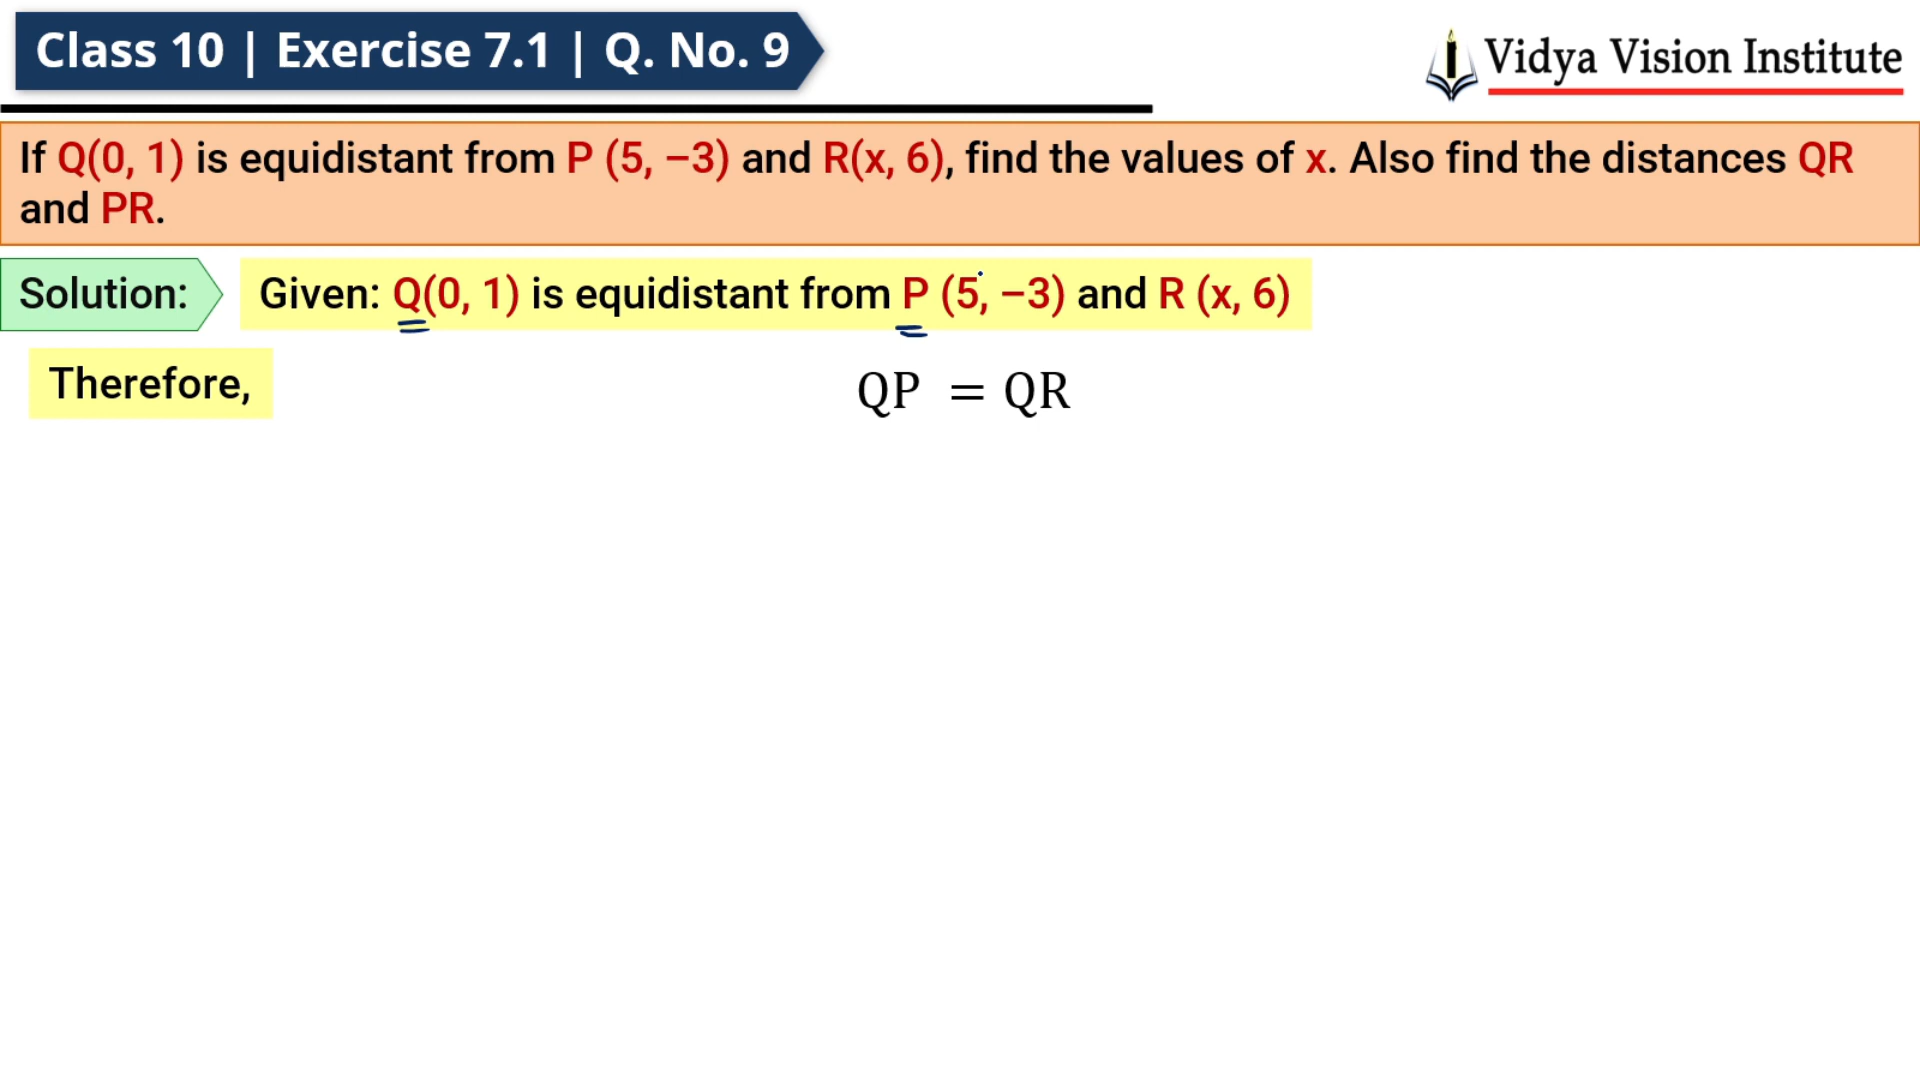 Class 10 | Exercise 7.1 | Q. No. 9
Vidya Vision Institute
If Q(0, 1) is equidistant from P (5, −3) and R(x, 6), find the values of x. Also find the distances QR
and PR.
Solution:
Given: Q(0, 1) is equidistant from P (5, −3) and R (x, 6)
Therefore,
QP = QR